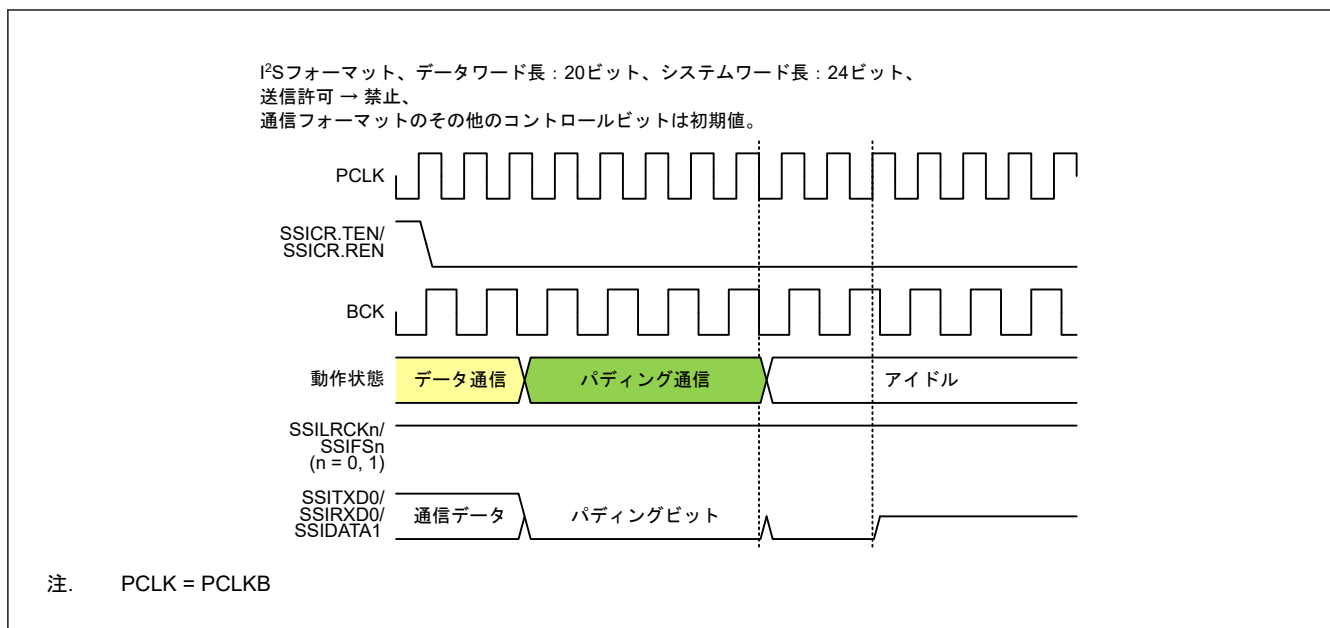 I²Sフォーマット、データワード長：20ビット、システムワード長：24ビット、
送信許可 → 禁止、
通信フォーマットのその他のコントロールビットは初期値。
PCLK
SSICR.TEN/
SSICR.REN
BCK
動作状態 データ通信 パディング通信 アイドル
SSILRCKn/
SSIFSn
(n = 0, 1)
SSITXD0/
SSIRXD0/
SSIDATA1
通信データ パディングビット
注. PCLK = PCLKB